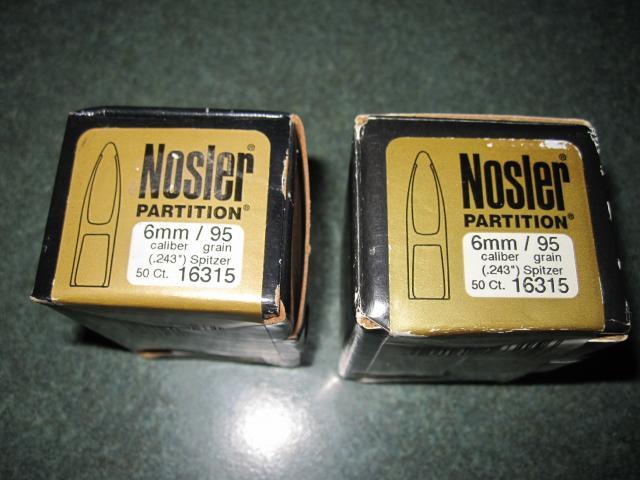 Nosler®
PARTITION®
6mm / 95
caliber grain
(.243") Spitzer
50 Ct. 16315
Nosler®
PARTITION®
6mm / 95
caliber grain
(.243") Spitzer
50 Ct. 16315